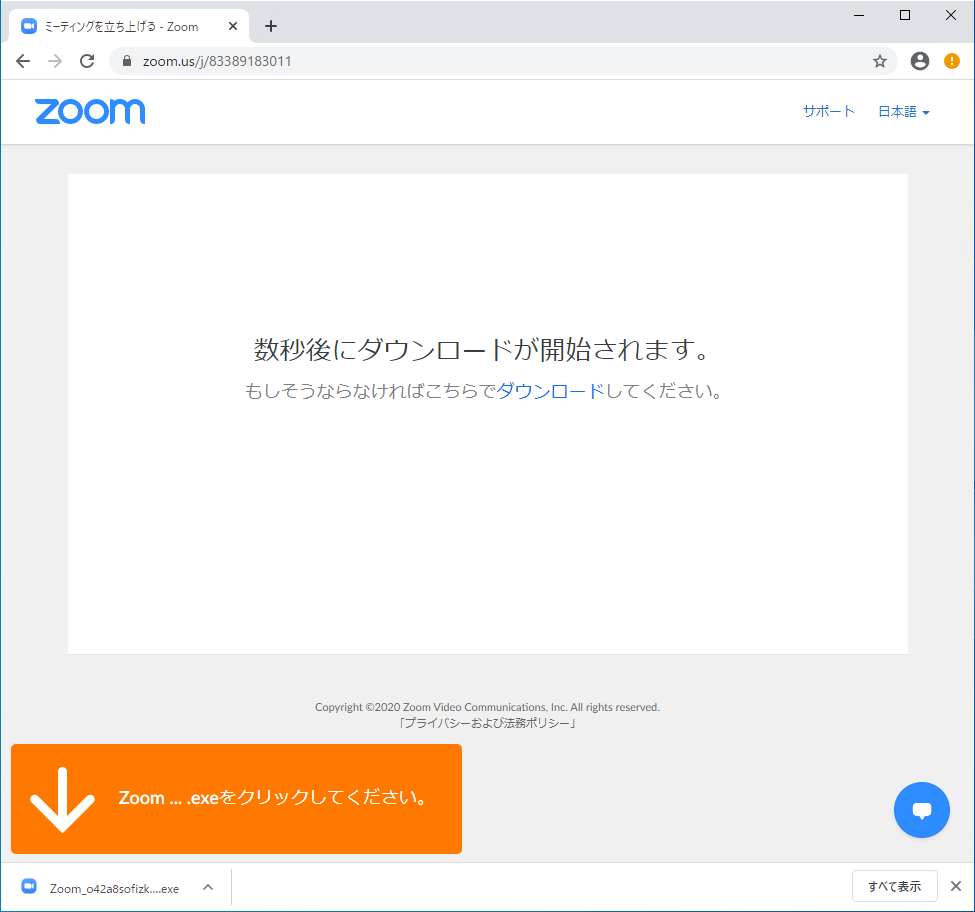 ミーティングを立ち上げる - Zoom
zoom.us/j/83389183011
zoom
サポート 日本語
数秒後にダウンロードが開始されます。
もしそうならなければこちらでダウンロードしてください。
Copyright ©2020 Zoom Video Communications, Inc. All rights reserved.
「プライバシーおよび法務ポリシー」
Zoom ... .exeをクリックしてください。
Zoom_o42a8sofizk....exe
すべて表示